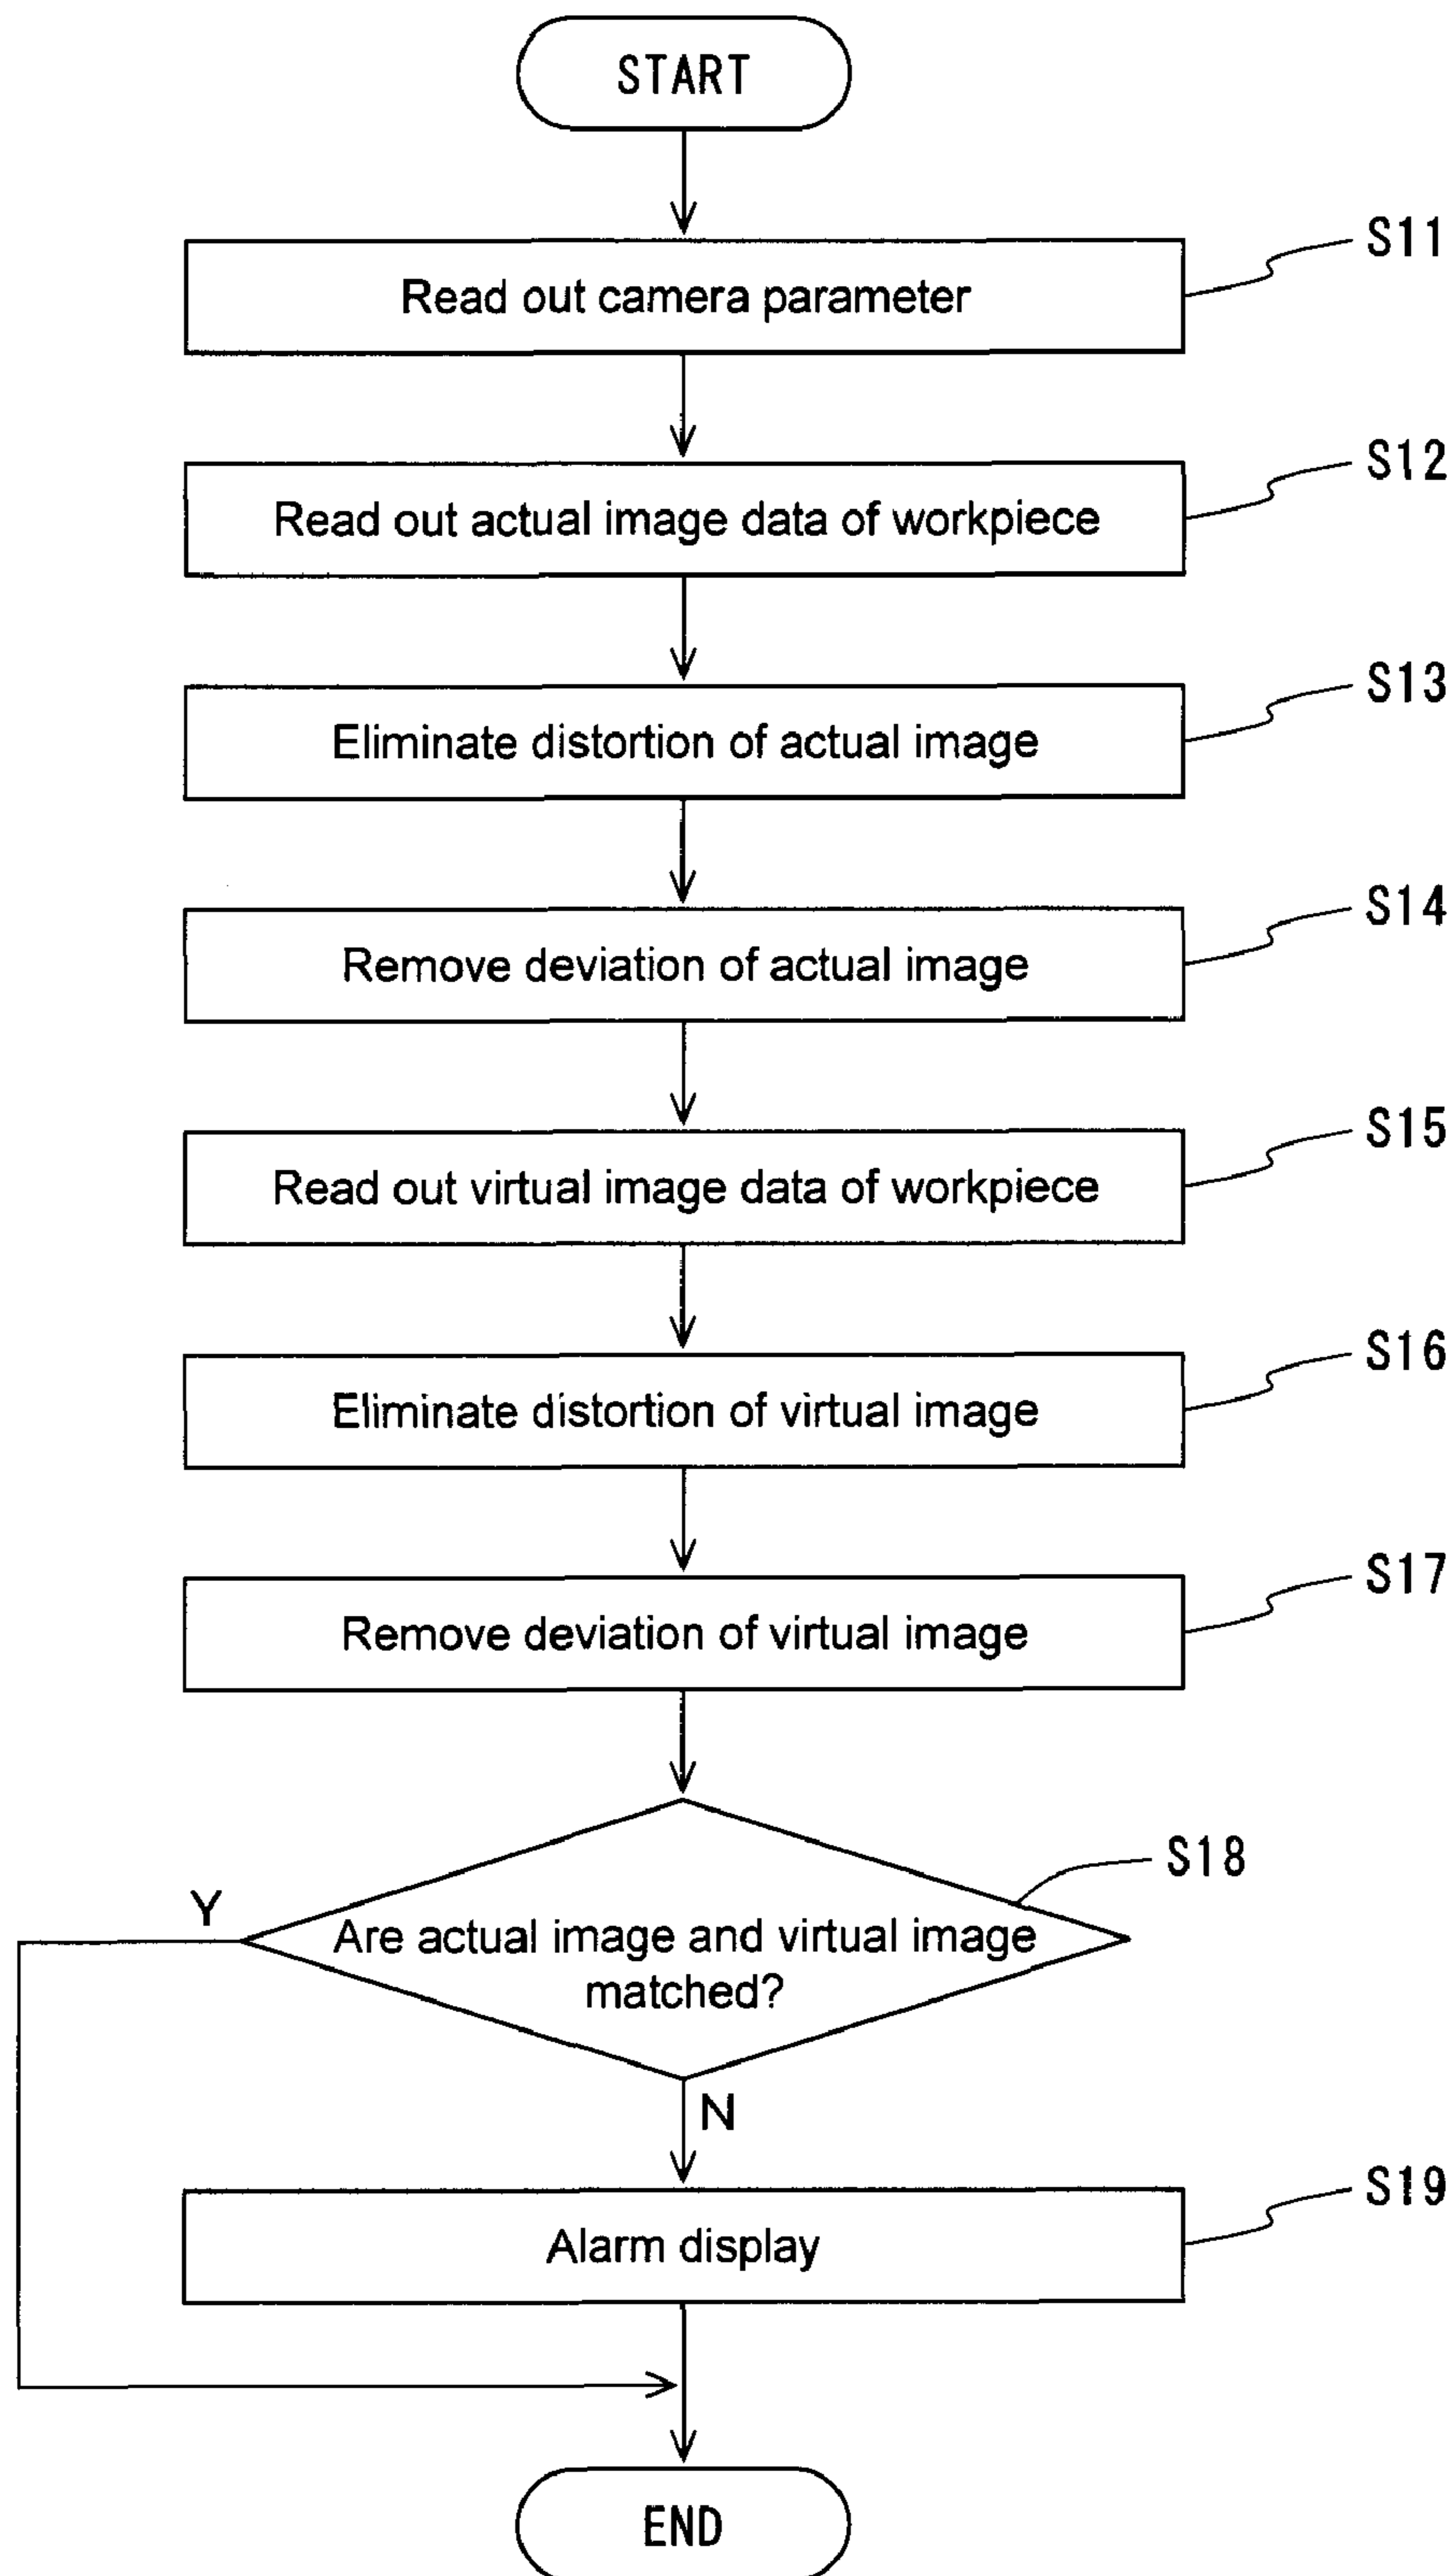 START
S11
Read out camera parameter
S12
Read out actual image data of workpiece
S13
Eliminate distortion of actual image
S14
Remove deviation of actual image
S15
Read out virtual image data of workpiece
S16
Eliminate distortion of virtual image
S17
Remove deviation of virtual image
S18
Y
Are actual image and virtual image
matched?
N
S19
Alarm display
END